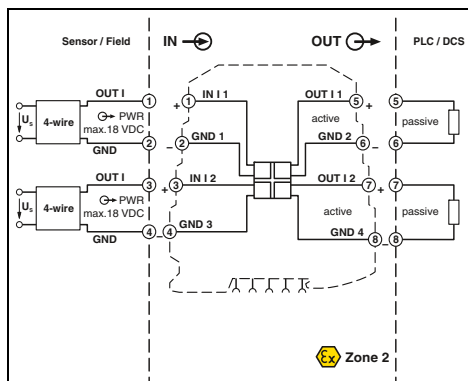 Sensor / Field
IN
OUT
PLC / DCS
OUT I
1
+
1
IN I 1
OUT I 1
5
+
5
U_s
4-wire
PWR
max.18 VDC
active
passive
GND
2
–
2
GND 1
GND 2
6
–
6
OUT I
3
+
3
IN I 2
OUT I 2
7
+
7
U_s
4-wire
PWR
max.18 VDC
active
passive
GND
4
–
4
GND 3
GND 4
8
–
8
Ex Zone 2